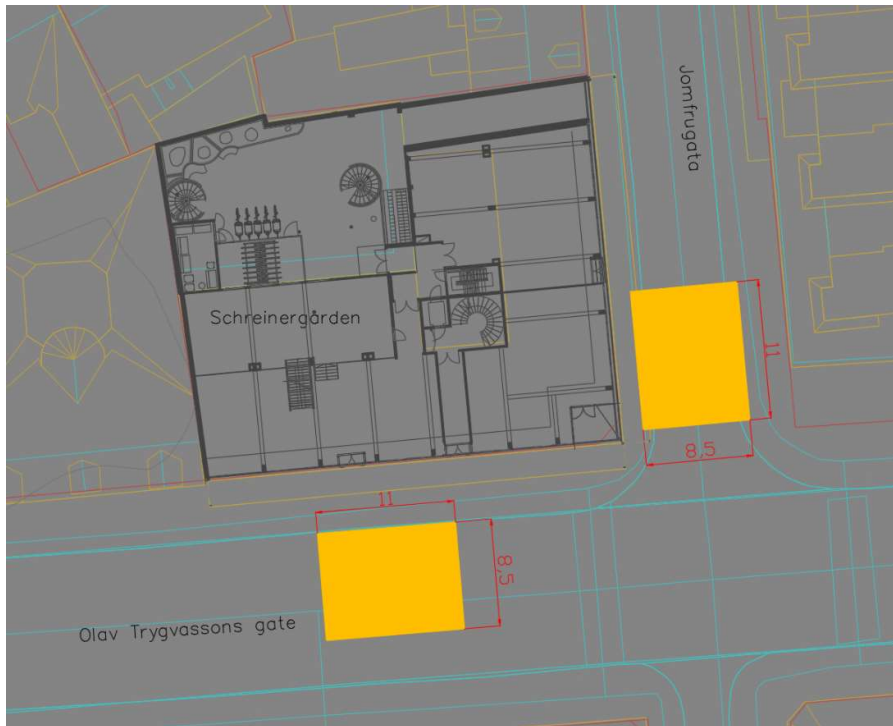 Jomfrugata
Schreinergården
11
8,5
11
8,5
Olav Trygvassons gate